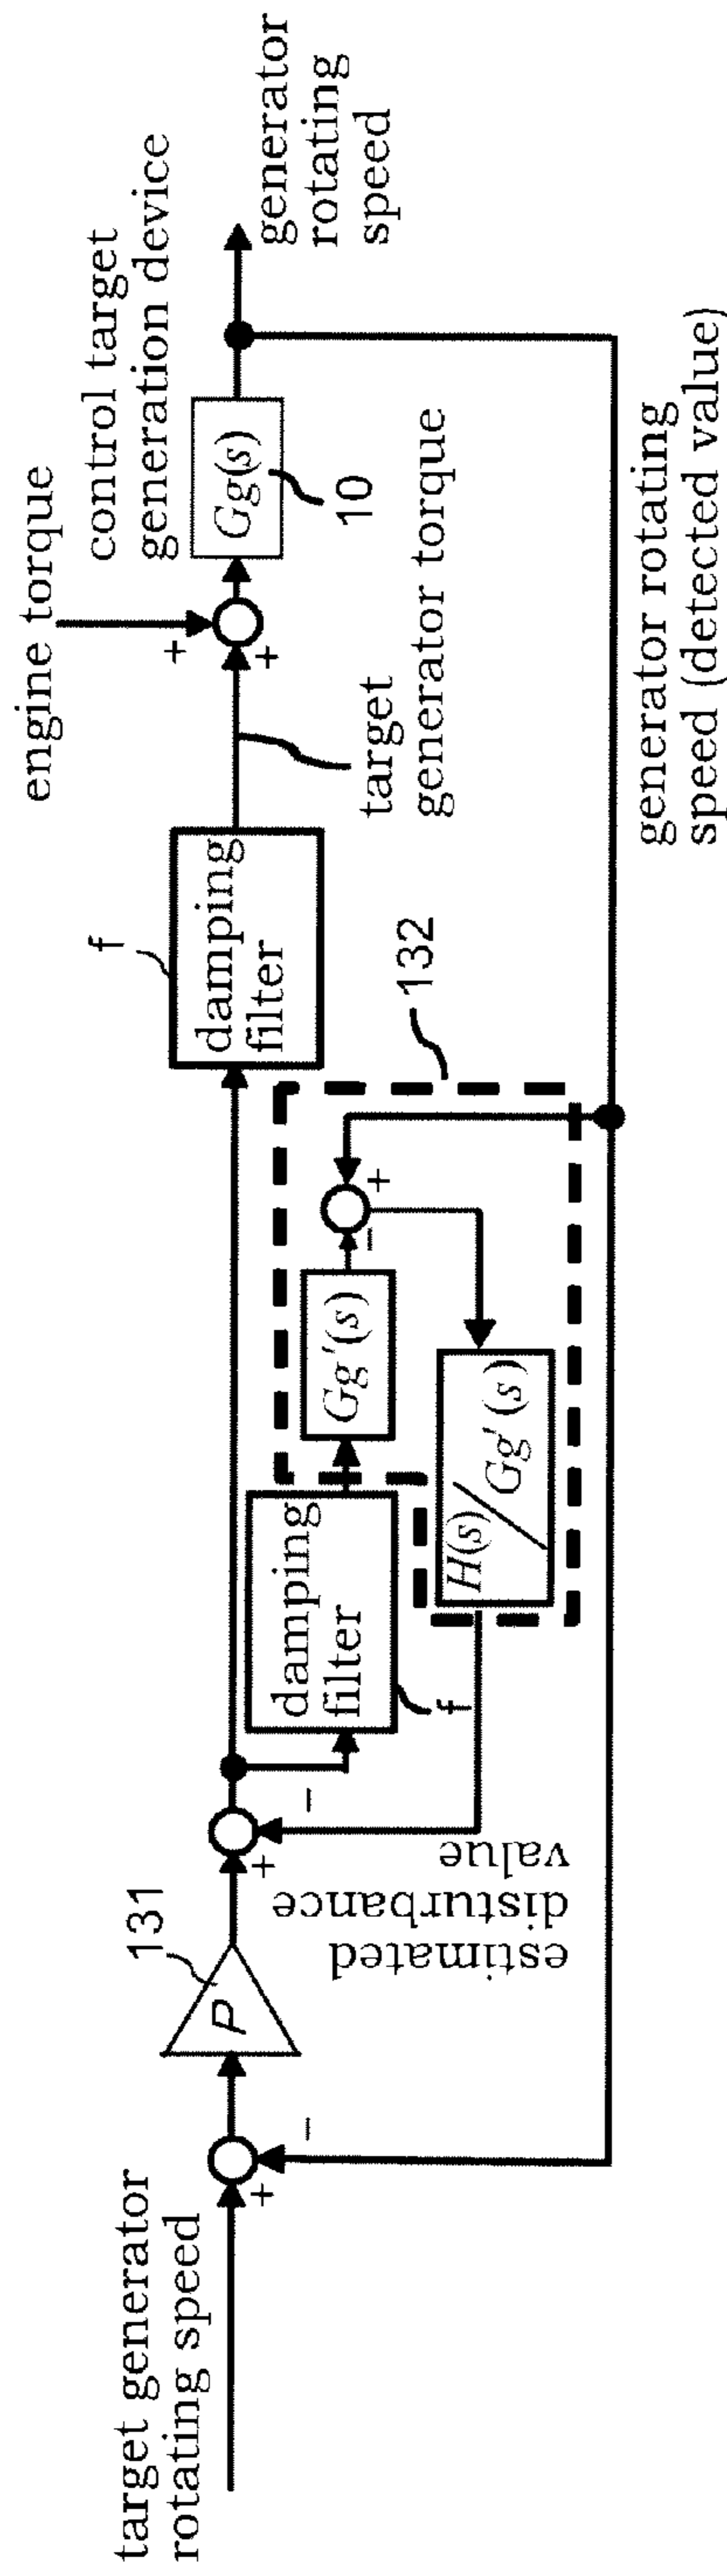 target generator
rotating speed
+
−
P
131
+
−
estimated
disturbance
value
damping
filter
f
Gg'(s)
−
+
H(s)/Gg'(s)
132
f
damping
filter
target
generator torque
engine torque
+
+
control target
generation device
Gg(s)
10
generator
rotating
speed
generator rotating
speed (detected value)